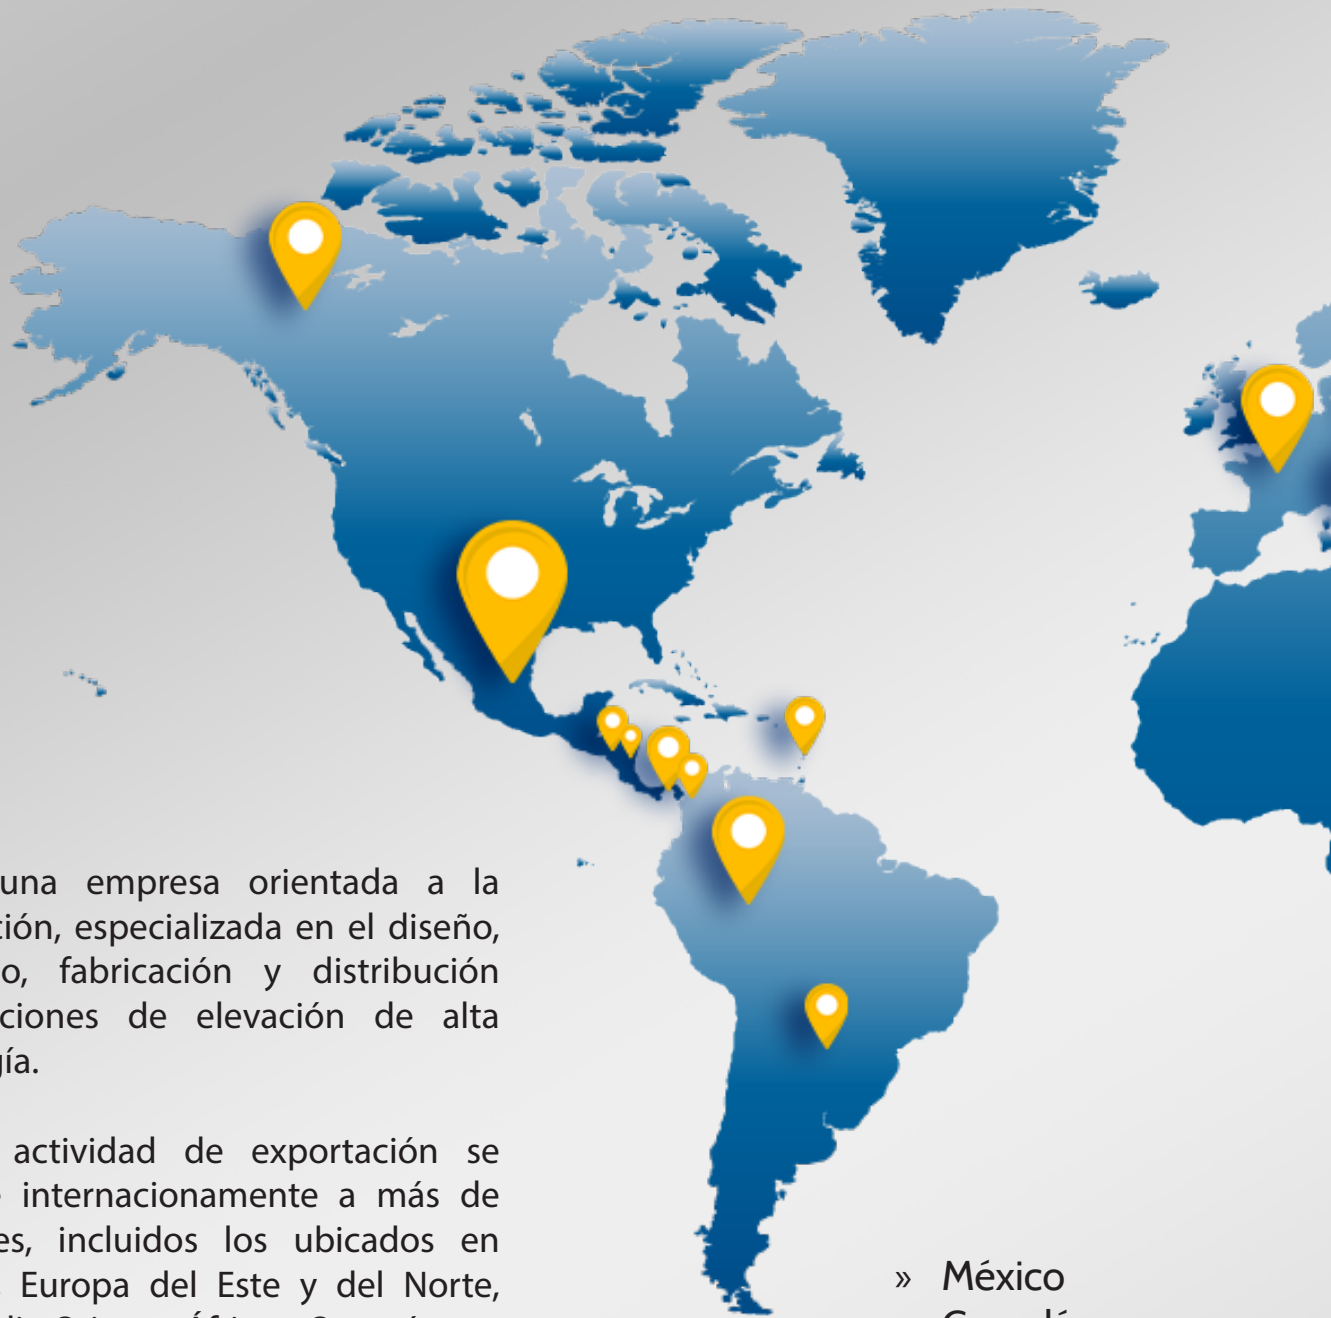 una empresa orientada a la
ción, especializada en el diseño,
o, fabricación y distribución
ciones de elevación de alta
gía.
actividad de exportación se
internacionamente a más de
es, incluidos los ubicados en
Europa del Este y del Norte,
» México